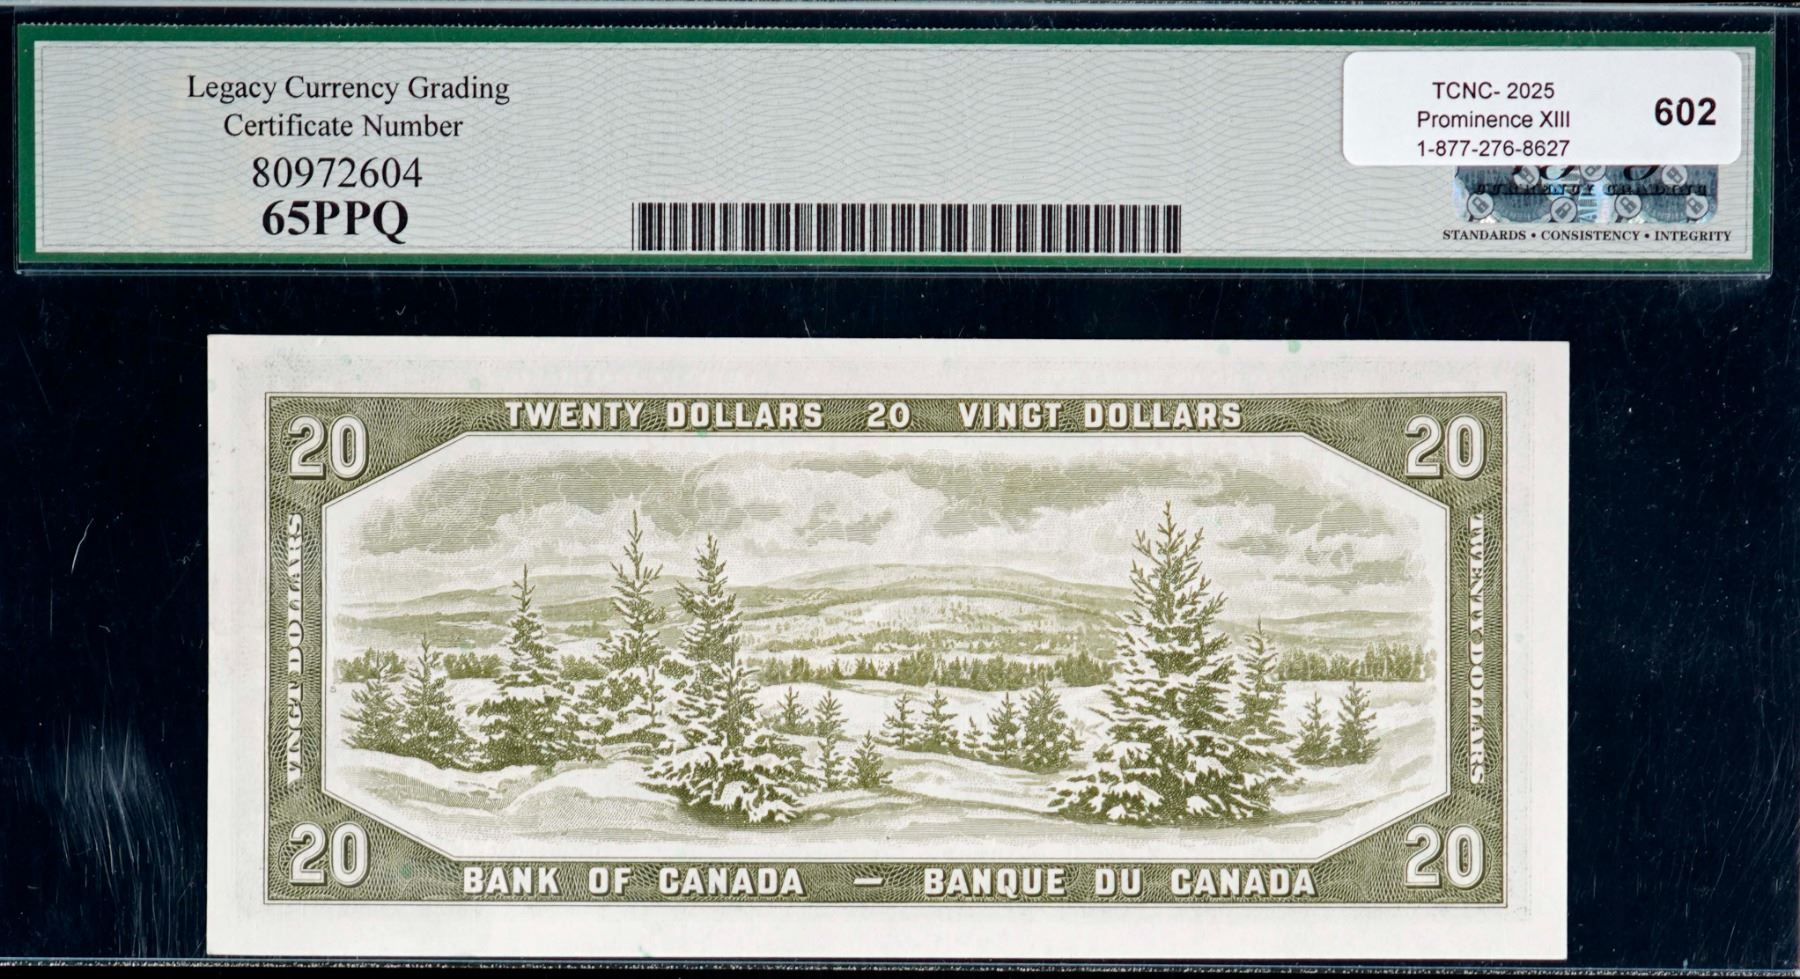 Legacy Currency Grading
Certificate Number
80972604
65PPQ
TCNC- 2025
Prominence XIII
1-877-276-8627
602
CURRENCY GRADING
STANDARDS • CONSISTENCY • INTEGRITY
TWENTY DOLLARS 20 VINGT DOLLARS
20
20
VINGT DOLLARS
TWENTY DOLLARS
20
20
BANK OF CANADA — BANQUE DU CANADA